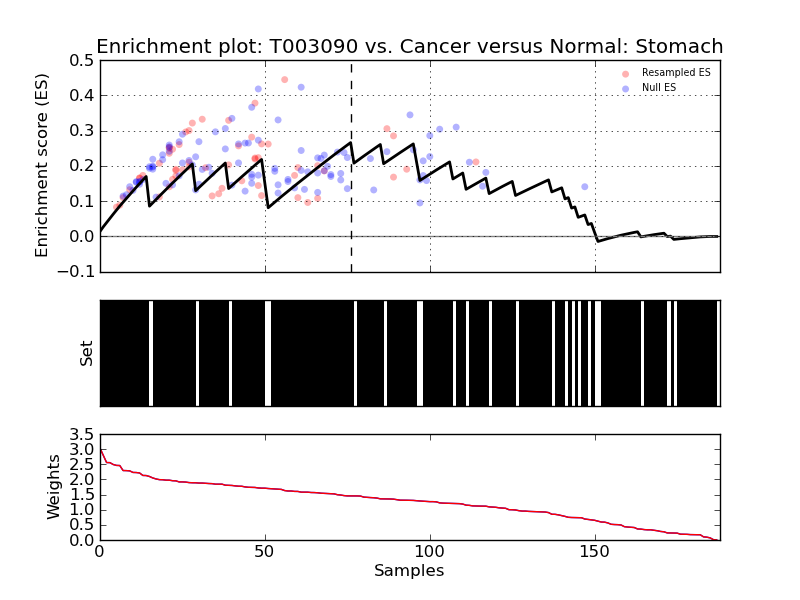 Enrichment plot: T003090 vs. Cancer versus Normal: Stomach
Enrichment score (ES)
0.5
0.4
0.3
0.2
0.1
0.0
−0.1
Resampled ES
Null ES
Set
Weights
3.5
3.0
2.5
2.0
1.5
1.0
0.5
0.0
0 50 100 150
Samples